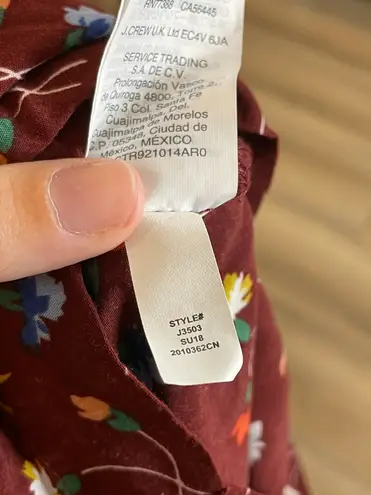 RN77388 CA56445
J.CREW U.K. Ltd EC4V 6JA
SERVICE TRADING
S.A. DE C.V.
Prolongación Vasco
de Quiroga 4800, Torre 2,
Piso 3 Col. Santa Fe
Cuajimalpa, Del.
Cuajimalpa de Morelos
C.P. 05348, Ciudad de
MÉXICO
STR921014AR0
STYLE#
J3503
SU18
2010362CN